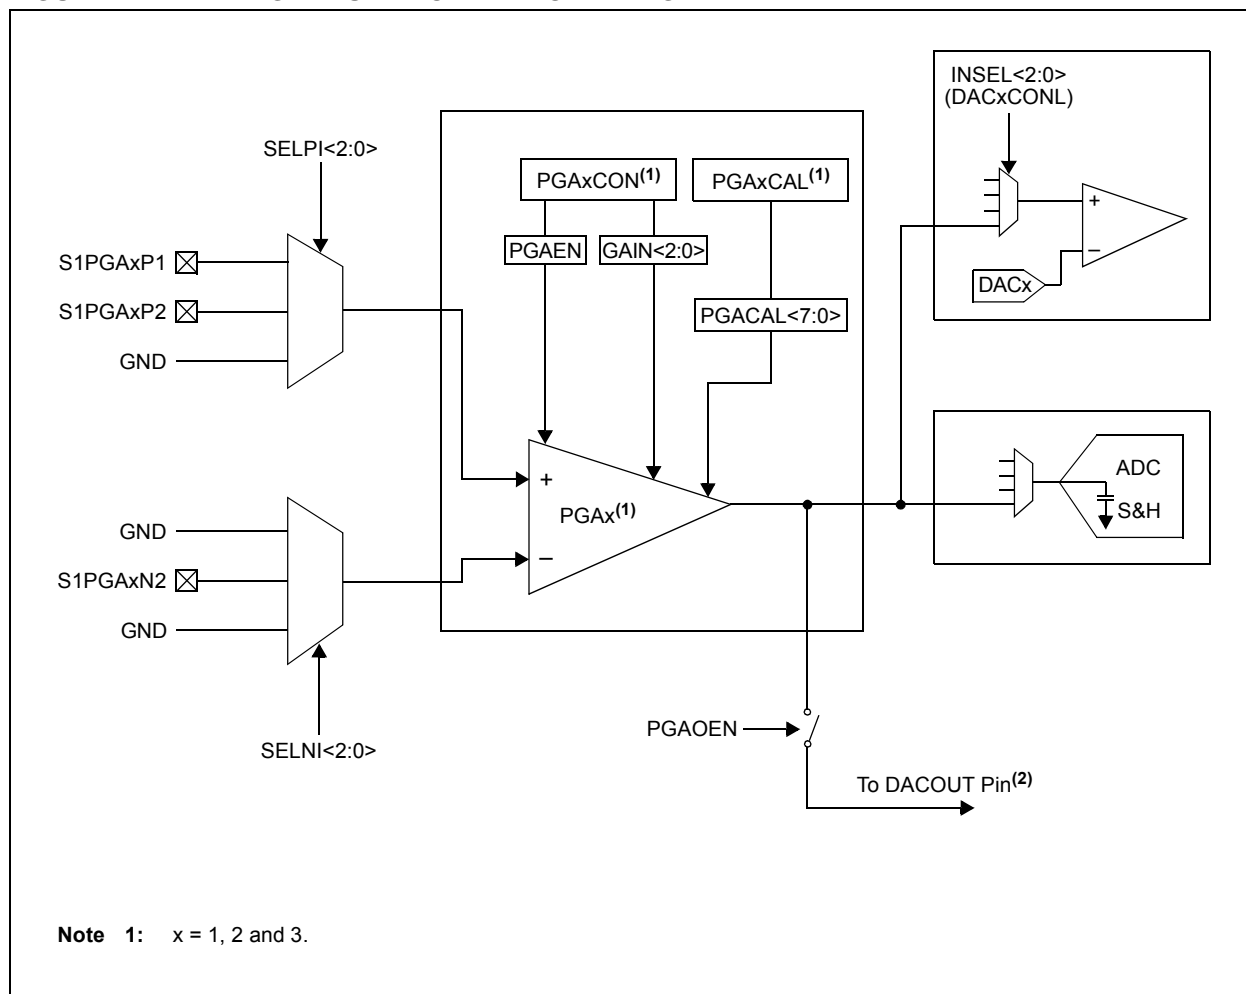 INSEL<2:0>
(DACxCONL)
SELPI<2:0>
PGAxCON(1)
PGAxCAL(1)
PGAEN
GAIN<2:0>
S1PGAxP1
S1PGAxP2
GND
PGACAL<7:0>
+
–
DACx
+
–
PGAx(1)
ADC
S&H
GND
S1PGAxN2
GND
SELNI<2:0>
PGAOEN
To DACOUT Pin(2)
Note 1: x = 1, 2 and 3.